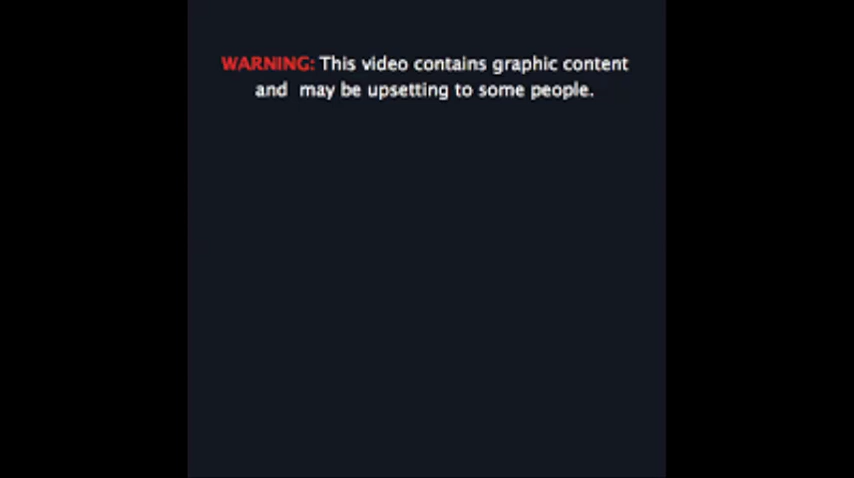 WARNING: This video contains graphic content
and  may be upsetting to some people.